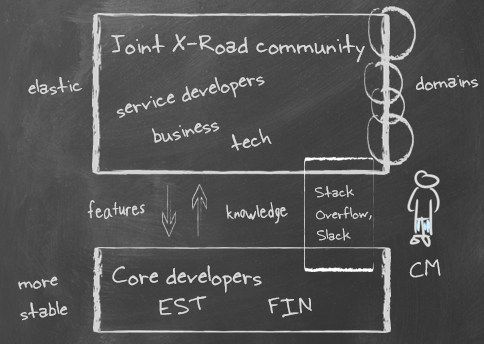 Joint X-Road community
elastic
domains
service developers
business
tech
features
knowledge
Stack
Overflow,
Slack
CM
more
stable
Core developers
EST
FIN